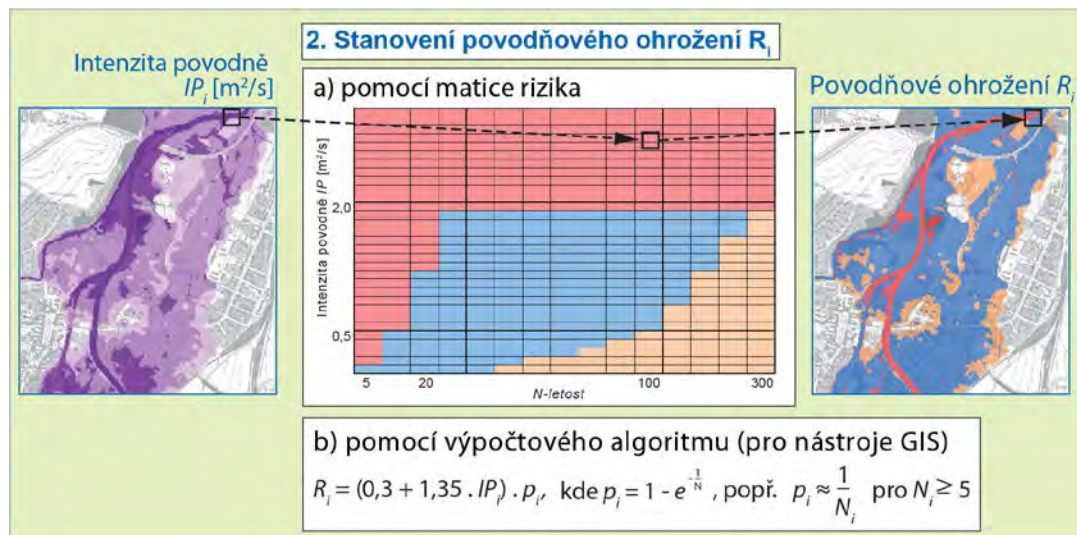 2. Stanovení povodňového ohrožení Rᵢ
Intenzita povodně
IPᵢ [m²/s]
a) pomocí matice rizika
Povodňové ohrožení Rᵢ
Intenzita povodně IP [m²/s]
2,0
0,5
5 20 100 300
N-letost
b) pomocí výpočtového algoritmu (pro nástroje GIS)
Rᵢ = (0,3 + 1,35 . IPᵢ) . pᵢ, kde pᵢ = 1 - e^(-1/N), popř. pᵢ ≈ 1/Nᵢ pro Nᵢ ≥ 5